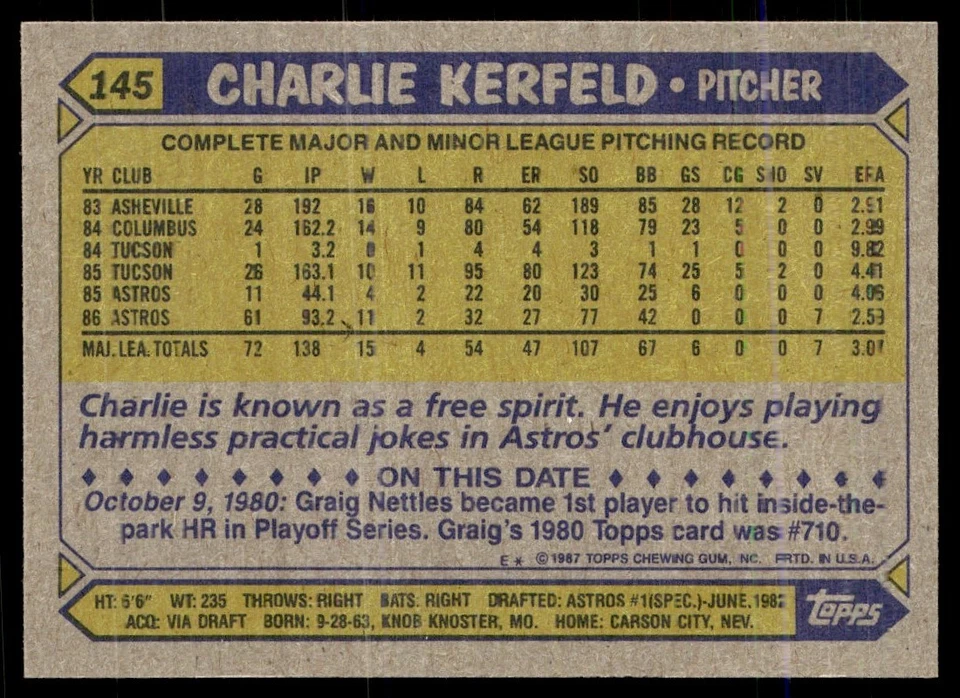 145 CHARLIE KERFELD • PITCHER
COMPLETE MAJOR AND MINOR LEAGUE PITCHING RECORD
YR CLUB G IP W L R ER SO BB GS CG SHO SV ERA
83 ASHEVILLE 28 192 16 10 84 62 189 85 28 12 2 0 2.91
84 COLUMBUS 24 162.2 14 9 80 54 118 79 23 5 0 0 2.99
84 TUCSON 1 3.2 0 1 4 4 3 1 1 0 0 0 9.82
85 TUCSON 26 163.1 10 11 95 80 123 74 25 5 2 0 4.41
85 ASTROS 11 44.1 4 2 22 20 30 25 6 0 0 0 4.06
86 ASTROS 61 93.2 11 2 32 27 77 42 0 0 0 7 2.59
MAJ. LEA. TOTALS 72 138 15 4 54 47 107 67 6 0 0 7 3.07
Charlie is known as a free spirit. He enjoys playing
harmless practical jokes in Astros' clubhouse.
♦ ♦ ♦ ♦ ♦ ♦ ♦ ♦ ♦ ♦ ON THIS DATE ♦ ♦ ♦ ♦ ♦ ♦ ♦ ♦ ♦ ♦
October 9, 1980: Graig Nettles became 1st player to hit inside-the-
park HR in Playoff Series. Graig's 1980 Topps card was #710.
E* ©1987 TOPPS CHEWING GUM, INC. PRTD. IN U.S.A.
HT: 6'6" WT: 235 THROWS: RIGHT BATS: RIGHT DRAFTED: ASTROS #1(SPEC.)-JUNE,1982
ACQ: VIA DRAFT BORN: 9-28-63, KNOB KNOSTER, MO. HOME: CARSON CITY, NEV.
Topps